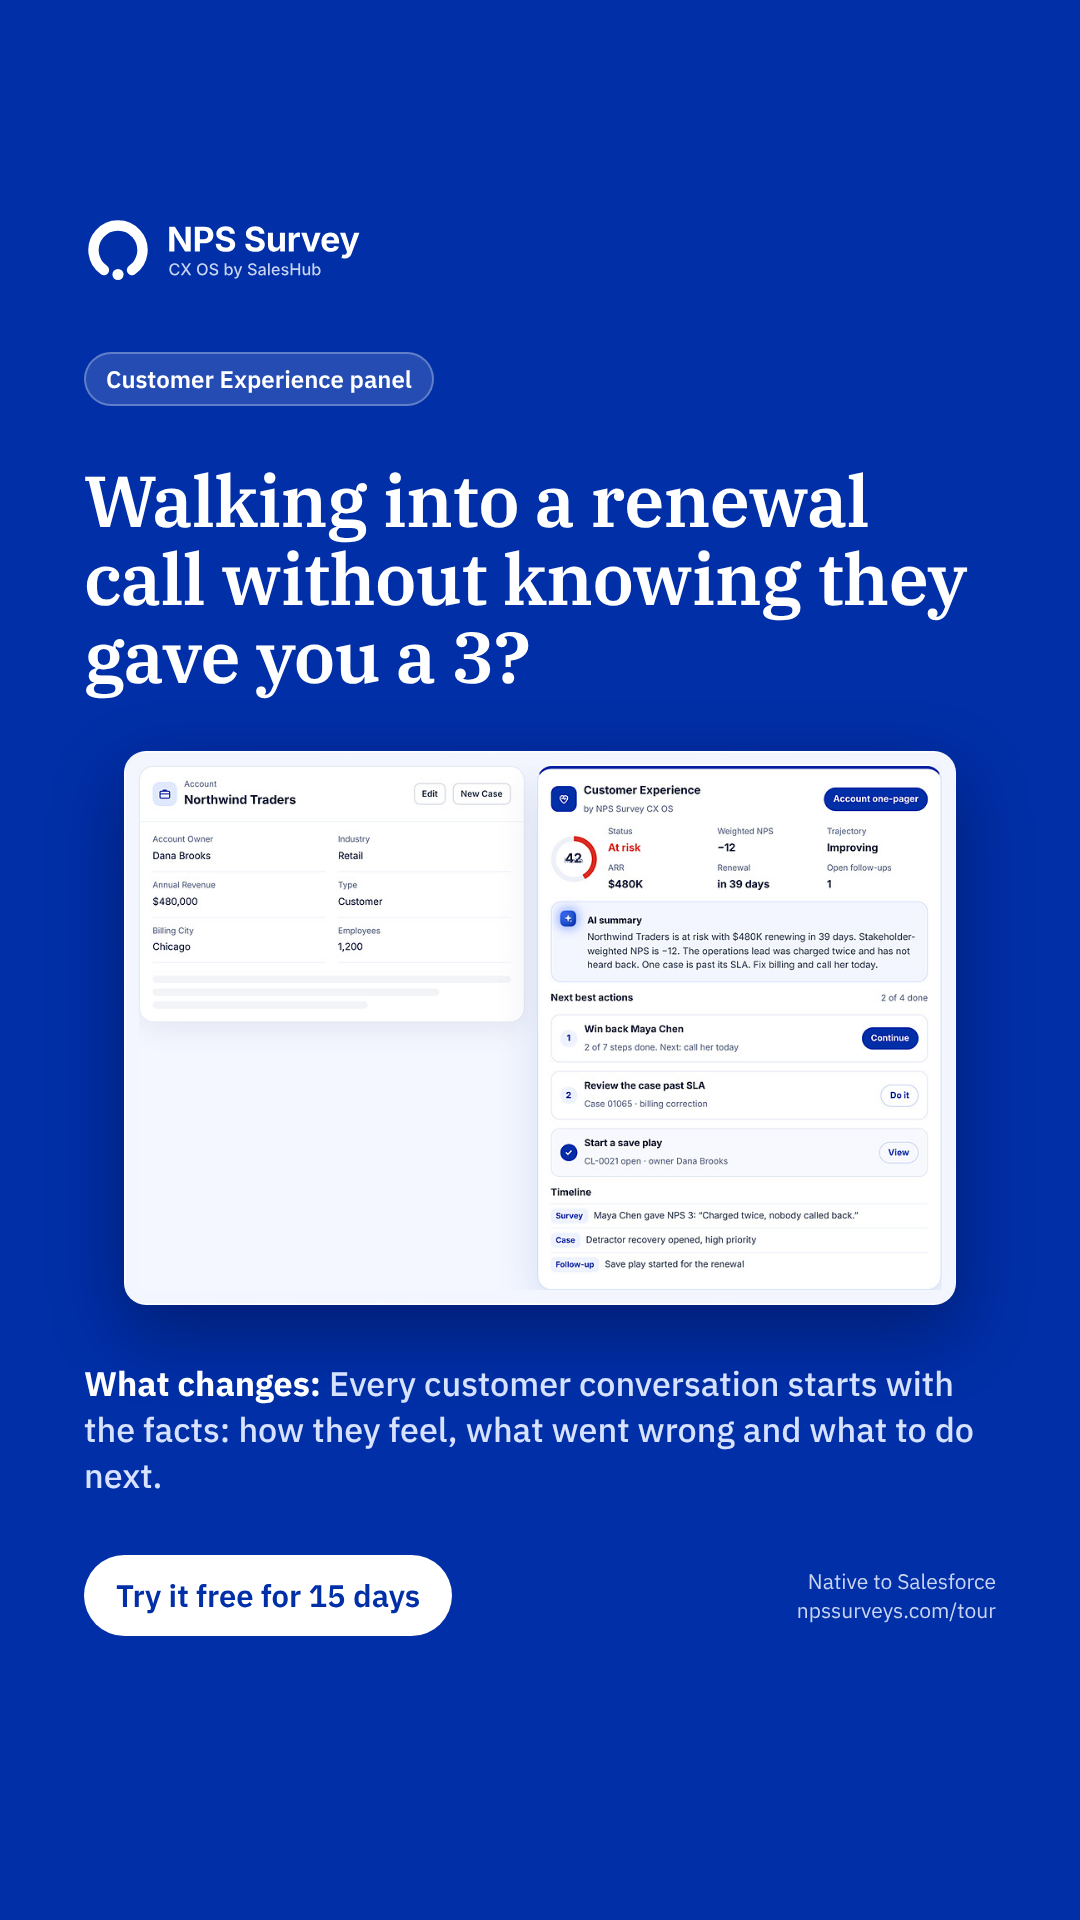 NPS Survey
CX OS by SalesHub
Customer Experience panel
Walking into a renewal
call without knowing they
gave you a 3?
Account
Northwind Traders
Edit
New Case
Account Owner
Industry
Dana Brooks
Retail
Annual Revenue
Type
$480,000
Customer
Billing City
Employees
Chicago
1,200
Customer Experience
by NPS Survey CX OS
Account one-pager
42
Status
Weighted NPS
Trajectory
At risk
−12
Improving
ARR
Renewal
Open follow-ups
$480K
in 39 days
1
AI summary
Northwind Traders is at risk with $480K renewing in 39 days. Stakeholder-
weighted NPS is −12. The operations lead was charged twice and has not
heard back. One case is past its SLA. Fix billing and call her today.
Next best actions
2 of 4 done
1
Win back Maya Chen
2 of 7 steps done. Next: call her today
Continue
2
Review the case past SLA
Case 01065 · billing correction
Do it
Start a save play
CL-0021 open · owner Dana Brooks
View
Timeline
Survey Maya Chen gave NPS 3: “Charged twice, nobody called back.”
Case Detractor recovery opened, high priority
Follow-up Save play started for the renewal
What changes: Every customer conversation starts with
the facts: how they feel, what went wrong and what to do
next.
Try it free for 15 days
Native to Salesforce
npssurveys.com/tour